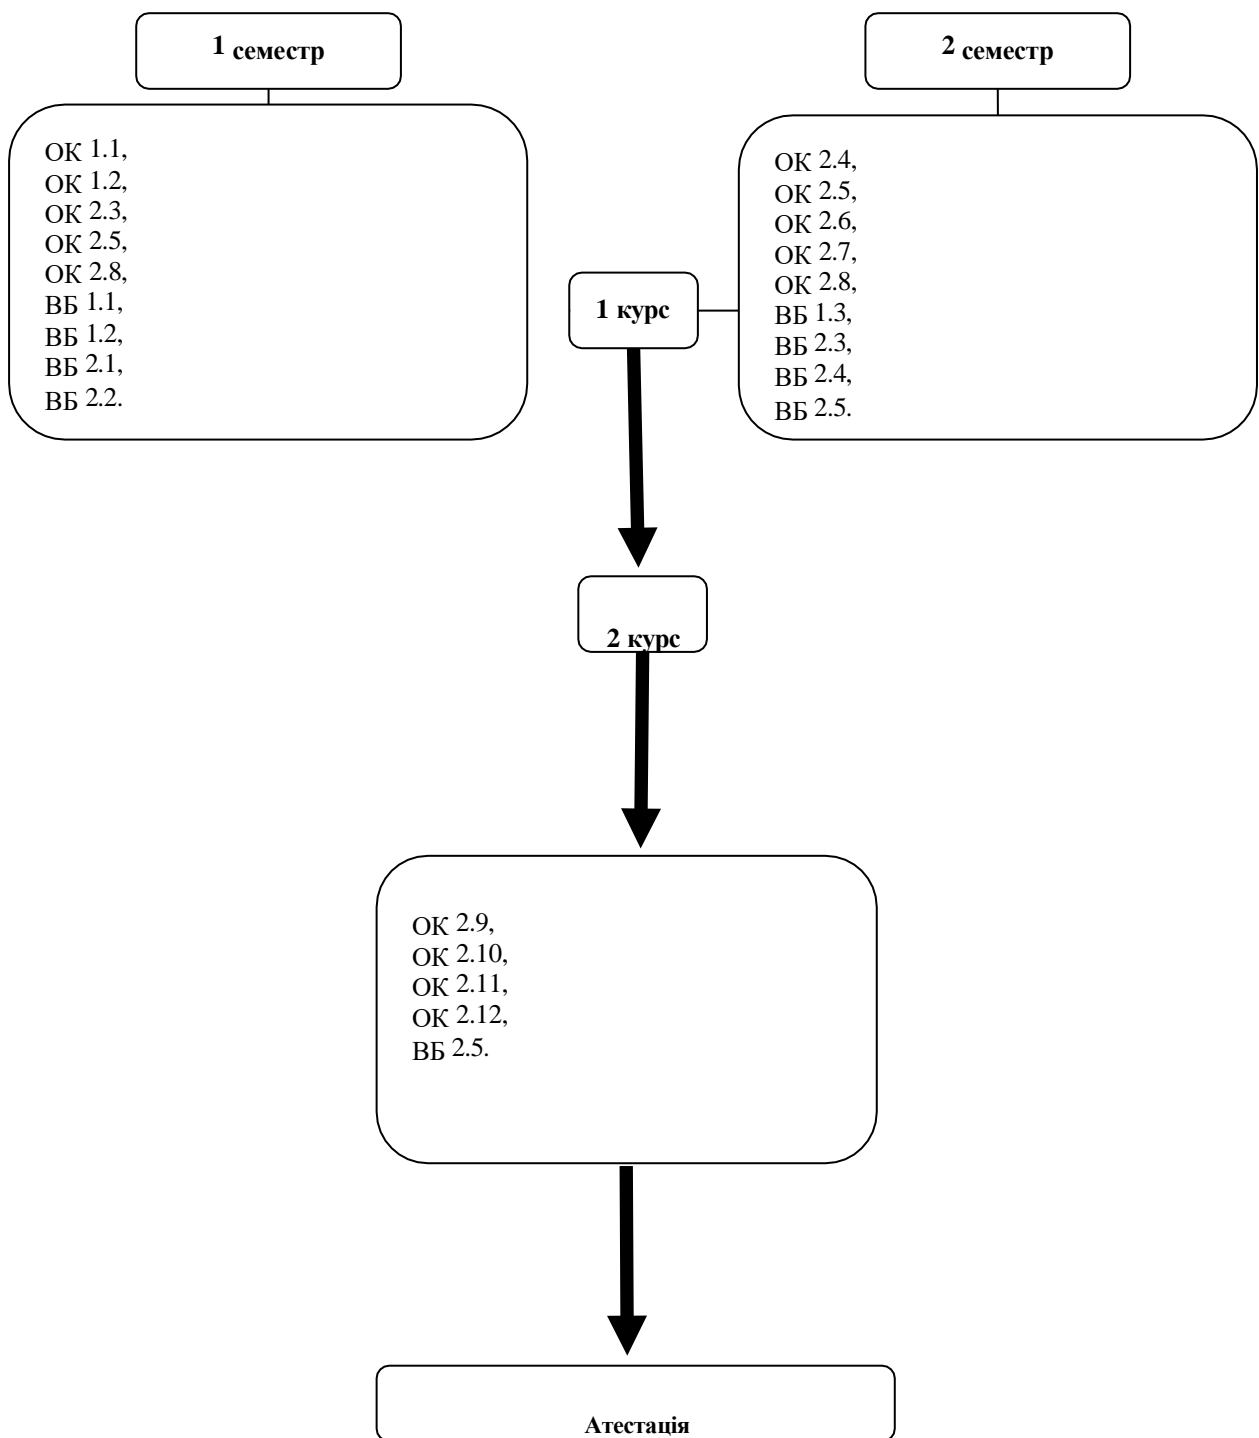 1 семестр
ОК 1.1,
ОК 1.2,
ОК 2.3,
ОК 2.5,
ОК 2.8,
ВБ 1.1,
ВБ 1.2,
ВБ 2.1,
ВБ 2.2.
2 семестр
ОК 2.4,
ОК 2.5,
ОК 2.6,
ОК 2.7,
ОК 2.8,
ВБ 1.3,
ВБ 2.3,
ВБ 2.4,
ВБ 2.5.
1 курс
2 курс
ОК 2.9,
ОК 2.10,
ОК 2.11,
ОК 2.12,
ВБ 2.5.
Атестація